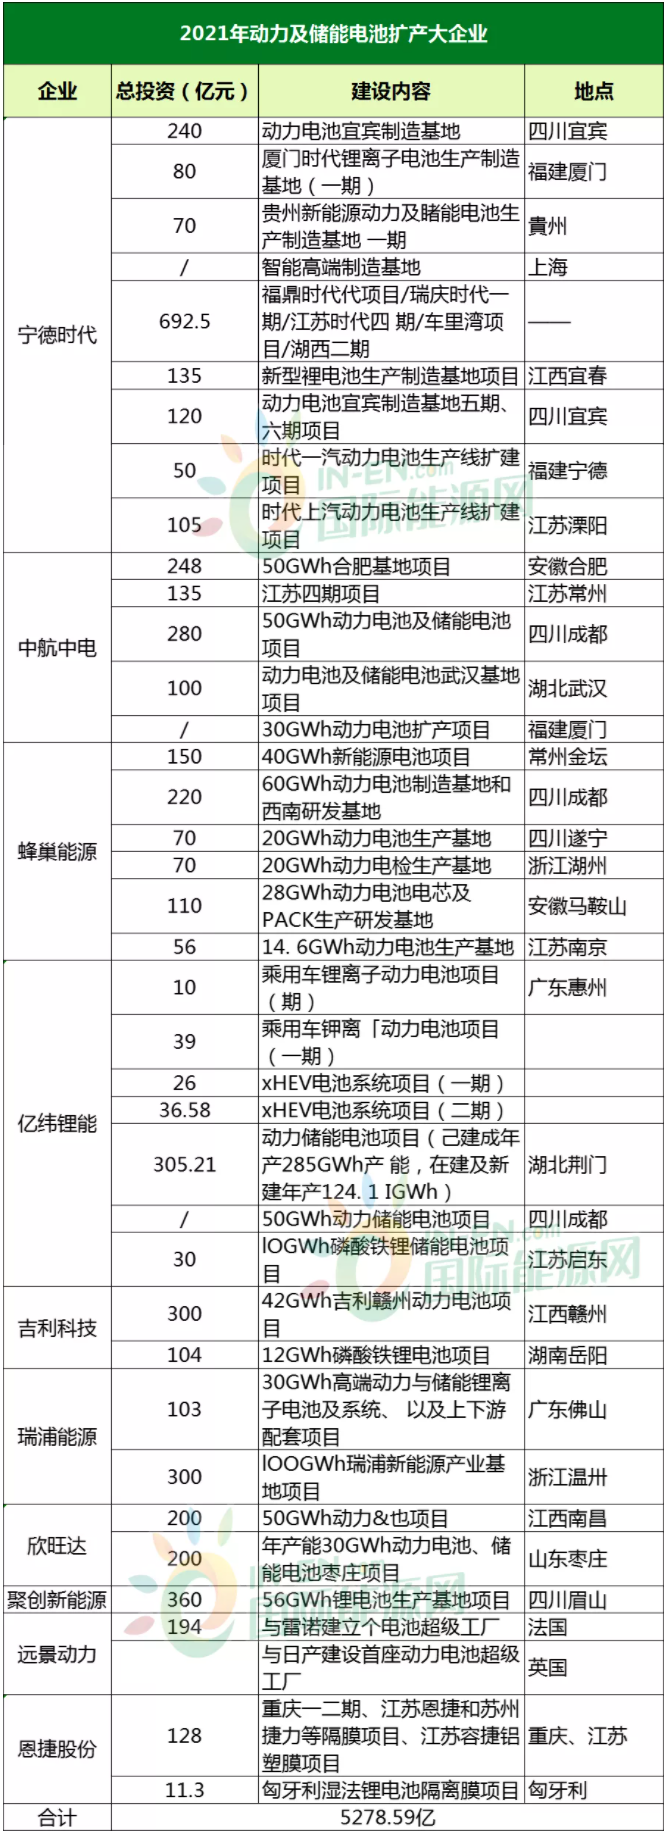 2021年动力及储能电池扩产大企业
企业 总投资（亿元） 建设内容 地点
宁德时代
240 动力电池宜宾制造基地 四川宜宾
80 厦门时代锂离子电池生产制造
基地（一期） 福建厦门
70 贵州新能源动力及睹能电池生
产制造基地 一期 貴州
/ 智能高端制造基地 上海
692.5 福鼎时代代项目/瑞庆时代一
期/江苏时代四 期/车里湾项
目/湖西二期 ——
135 新型裡电池生产制造基地项目 江西宜春
120 动力电池宜宾制造基地五期、
六期项目 四川宜宾
50 时代一汽动力电池生产线扩建
项目 福建宁德
105 时代上汽动力电池生产线扩建
项目 江苏溧阳
中航中电
248 50GWh合肥基地项目 安徽合肥
135 江苏四期项目 江苏常州
280 50GWh动力电池及储能电池
项目 四川成都
100 动力电池及储能电池武汉基地
项目 湖北武汉
/ 30GWh动力电池扩产项目 福建厦门
蜂巢能源
150 40GWh新能源电池项目 常州金坛
220 60GWh动力电池制造基地和
西南研发基地 四川成都
70 20GWh动力电池生产基地 四川遂宁
70 20GWh动力电检生产基地 浙江湖州
110 28GWh动力电池电芯及
PACK生产研发基地 安徽马鞍山
56 14. 6GWh动力电池生产基地 江苏南京
亿纬锂能
10 乘用车锂离子动力电池项目
（期） 广东惠州
39 乘用车钾离「动力电池项目
（一期）
26 xHEV电池系统项目（一期）
36.58 xHEV电池系统项目（二期）
305.21 动力储能电池项目（己建成年
产285GWh产 能，在建及新
建年产124. 1 IGWh） 湖北荆门
/ 50GWh动力储能电池项目 四川成都
30 lOGWh磷酸铁锂储能电池项
目 江苏启东
吉利科技
300 42GWh吉利赣州动力电池项
目 江西赣州
104 12GWh磷酸铁锂电池项目 湖南岳阳
瑞浦能源
103 30GWh高端动力与储能锂离
子电池及系统、 以及上下游
配套项目 广东佛山
300 lOOGWh瑞浦新能源产业基
地项目 浙江温卅
欣旺达
200 50GWh动力&也项目 江西南昌
200 年产能30GWh动力电池、储
能电池枣庄项目 山东枣庄
聚创新能源 360 56GWh锂电池生产基地项目 四川眉山
远景动力
194 与雷诺建立个电池超级工厂 法国
与日产建设首座动力电池超级
工厂 英国
恩捷股份
128 重庆一二期、江苏恩捷和苏州
捷力等隔膜项目、江苏容捷铝
塑膜项目 重庆、江苏
11.3 匈牙利湿法锂电池隔离膜项目 匈牙利
合计 5278.59亿
IN-EN.com
国际能源网
IN-EN.com
国际能源网
IN-EN.com
国际能源网